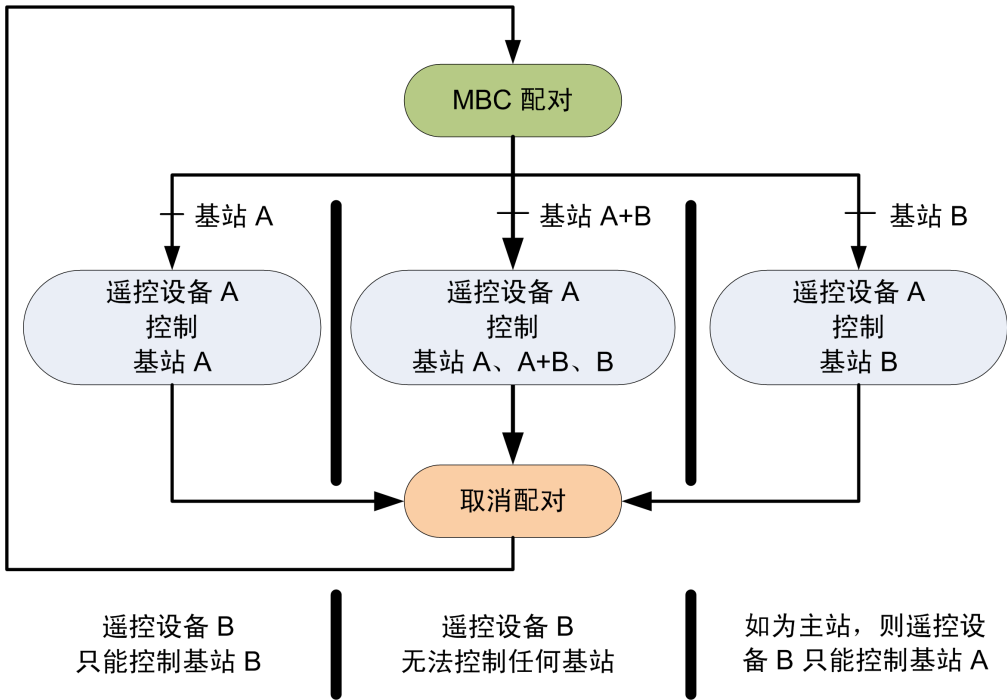 MBC 配对
基站 A
基站 A+B
基站 B
遥控设备 A
控制
基站 A
遥控设备 A
控制
基站 A、A+B、B
遥控设备 A
控制
基站 B
取消配对
遥控设备 B
只能控制基站 B
遥控设备 B
无法控制任何基站
如为主站，则遥控设
备 B 只能控制基站 A